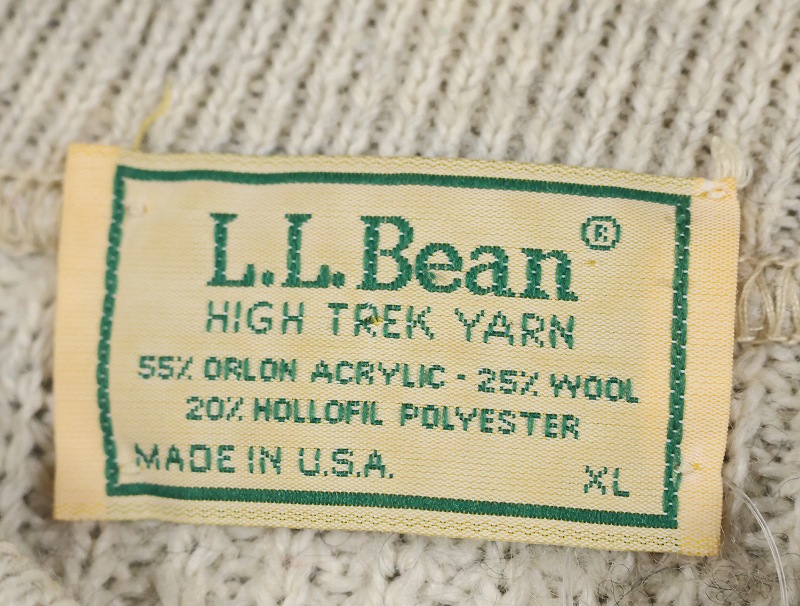 L.L.Bean®
HIGH TREK YARN
55% ORLON ACRYLIC - 25% WOOL
20% HOLLOFIL POLYESTER
MADE IN U.S.A.
XL